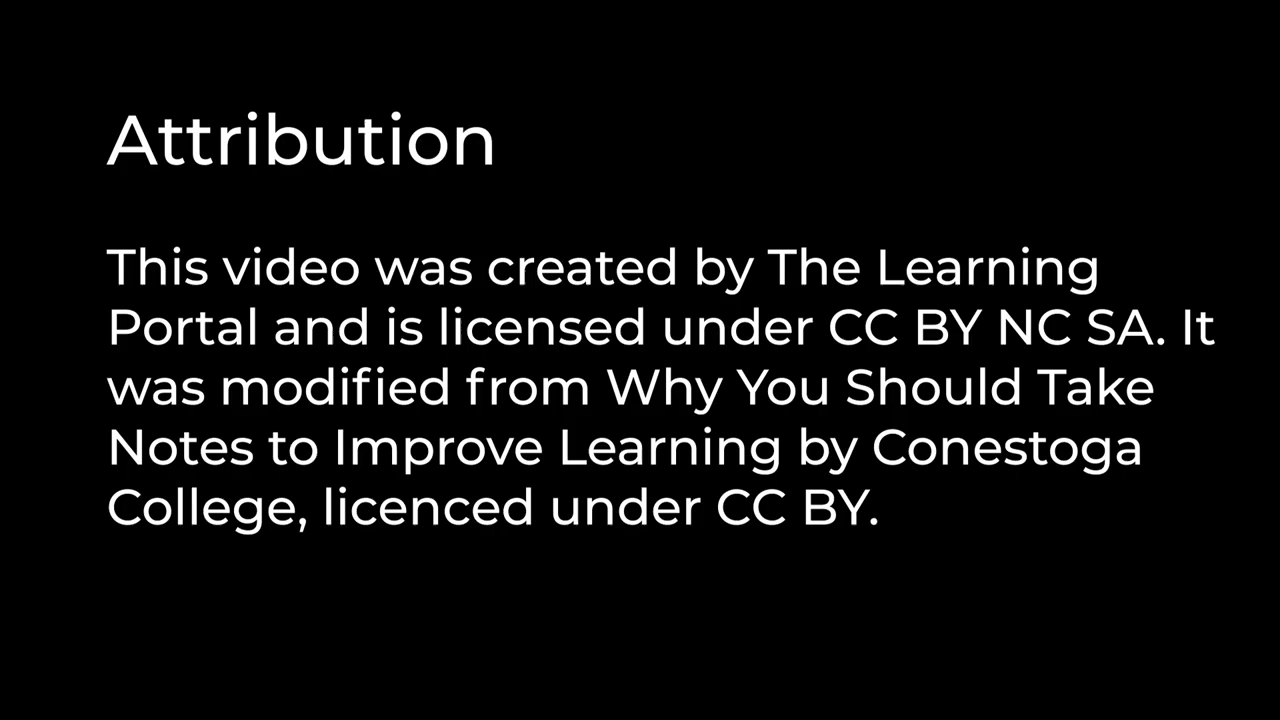 Attribution
This video was created by The Learning
Portal and is licensed under CC BY NC SA. It
was modified from Why You Should Take
Notes to Improve Learning by Conestoga
College, licenced under CC BY.